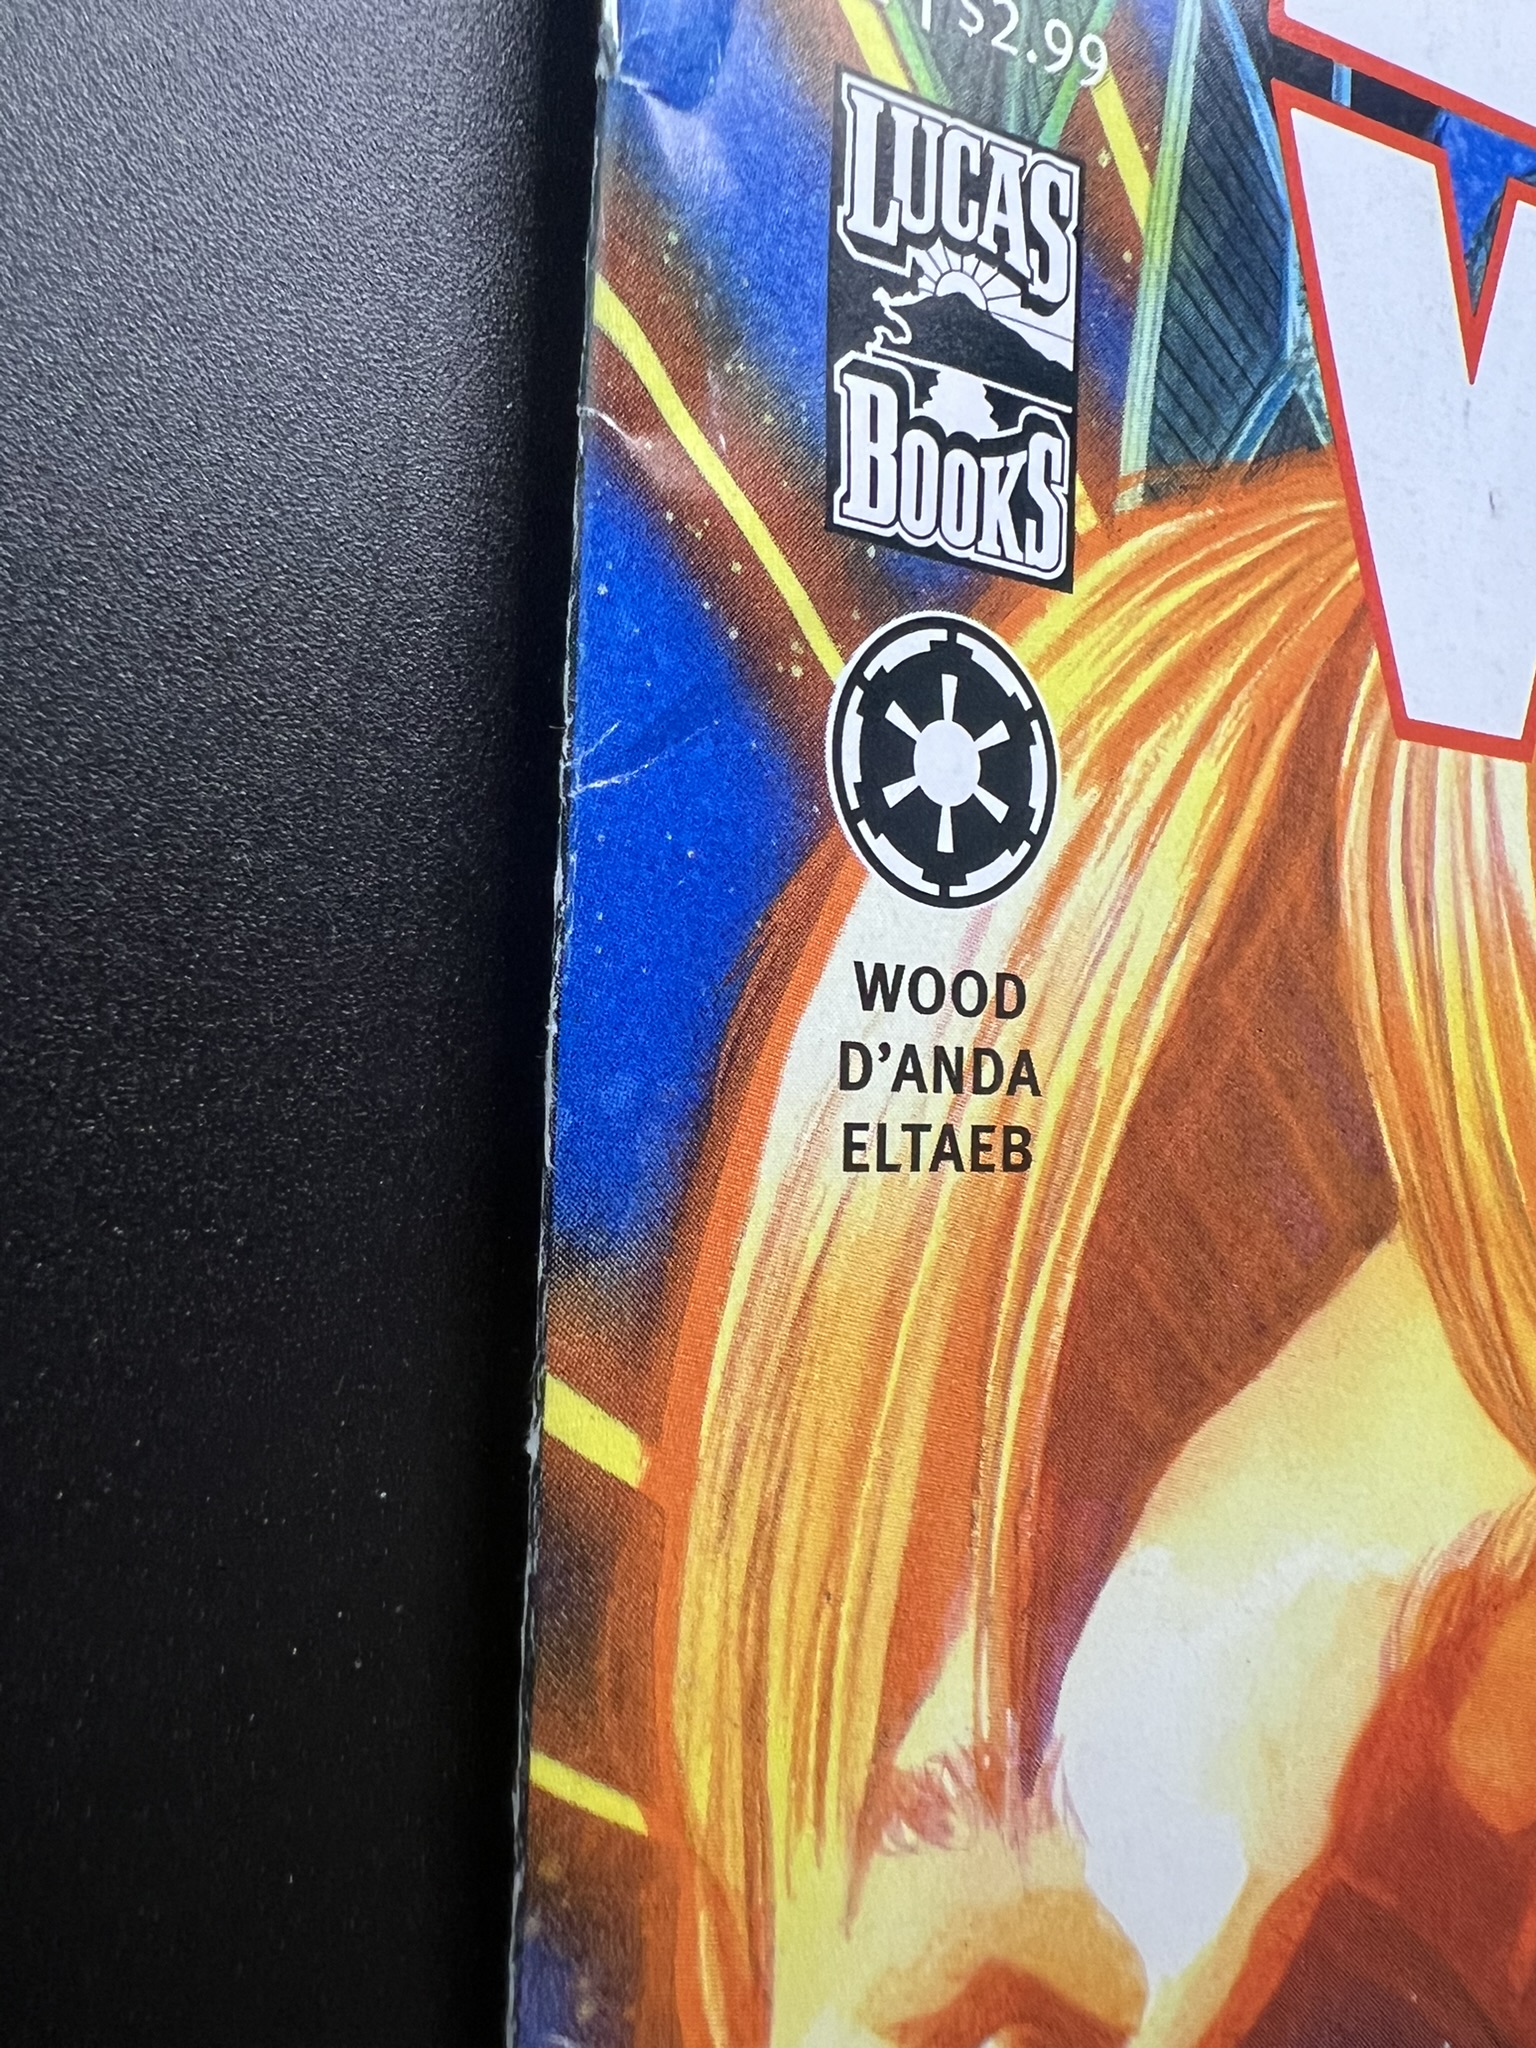 $2.99
LUCAS
BOOKS
W
WOOD
D'ANDA
ELTAEB